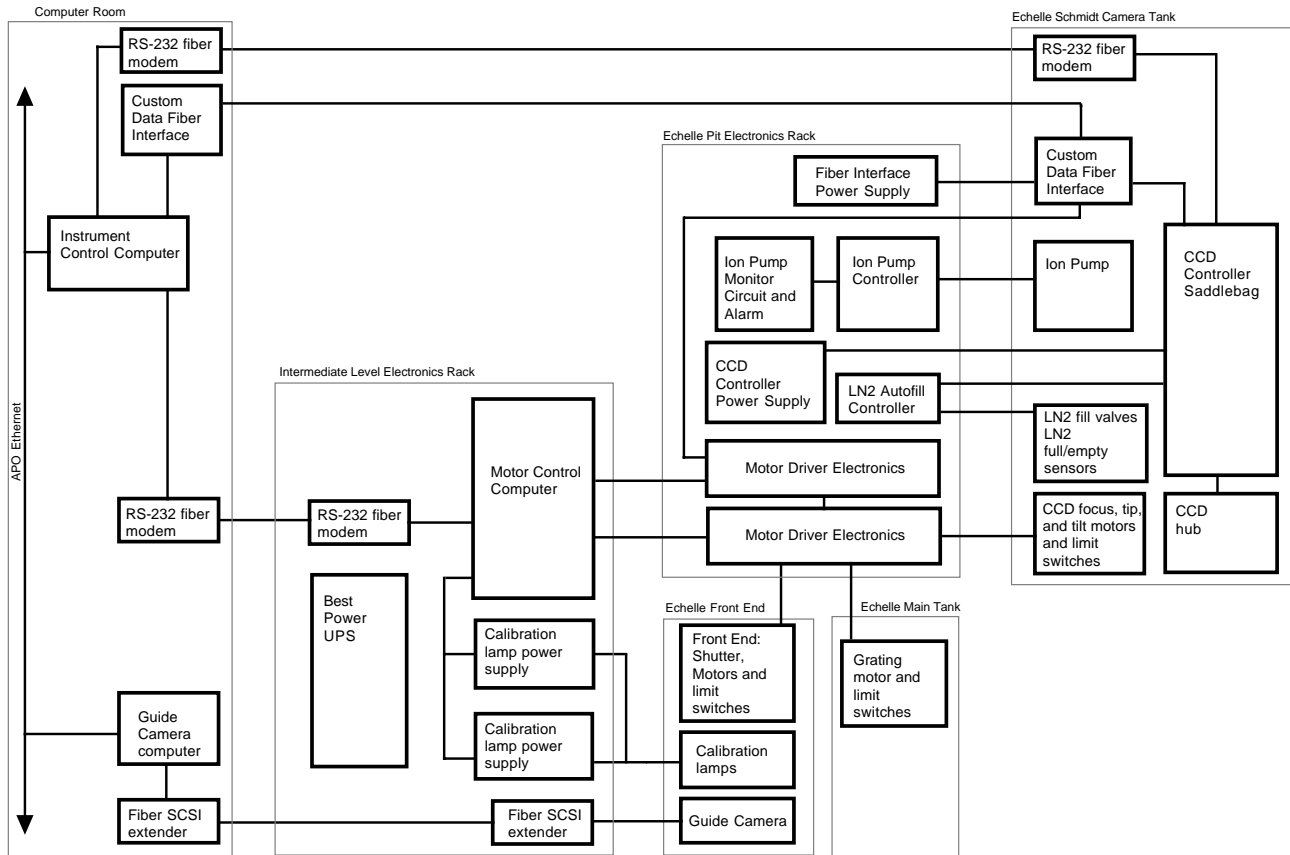 Computer Room
RS-232 fiber
modem
Custom
Data Fiber
Interface
Instrument
Control Computer
APO Ethernet
RS-232 fiber
modem
Guide
Camera
computer
Fiber SCSI
extender
Intermediate Level Electronics Rack
Motor Control
Computer
RS-232 fiber
modem
Best
Power
UPS
Calibration
lamp power
supply
Calibration
lamp power
supply
Fiber SCSI
extender
Echelle Pit Electronics Rack
Fiber Interface
Power Supply
Ion Pump
Monitor
Circuit and
Alarm
Ion Pump
Controller
CCD
Controller
Power Supply
LN2 Autofill
Controller
Motor Driver Electronics
Motor Driver Electronics
Echelle Front End
Front End:
Shutter,
Motors and
limit
switches
Calibration
lamps
Guide Camera
Echelle Main Tank
Grating
motor and
limit
switches
Echelle Schmidt Camera Tank
RS-232 fiber
modem
Custom
Data Fiber
Interface
Ion Pump
CCD
Controller
Saddlebag
LN2 fill valves
LN2
full/empty
sensors
CCD focus, tip,
and tilt motors
and limit
switches
CCD
hub